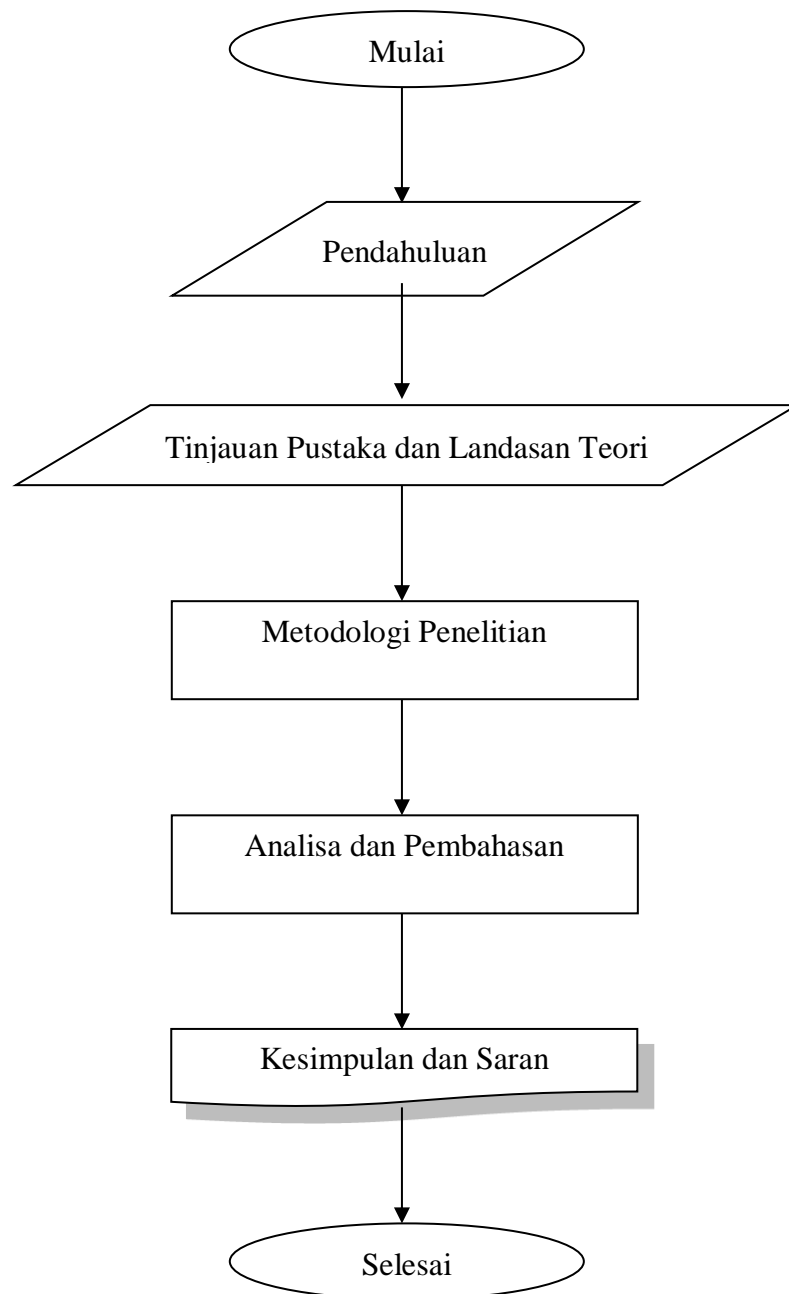 Mulai
Pendahuluan
Tinjauan Pustaka dan Landasan Teori
Metodologi Penelitian
Analisa dan Pembahasan
Kesimpulan dan Saran
Selesai